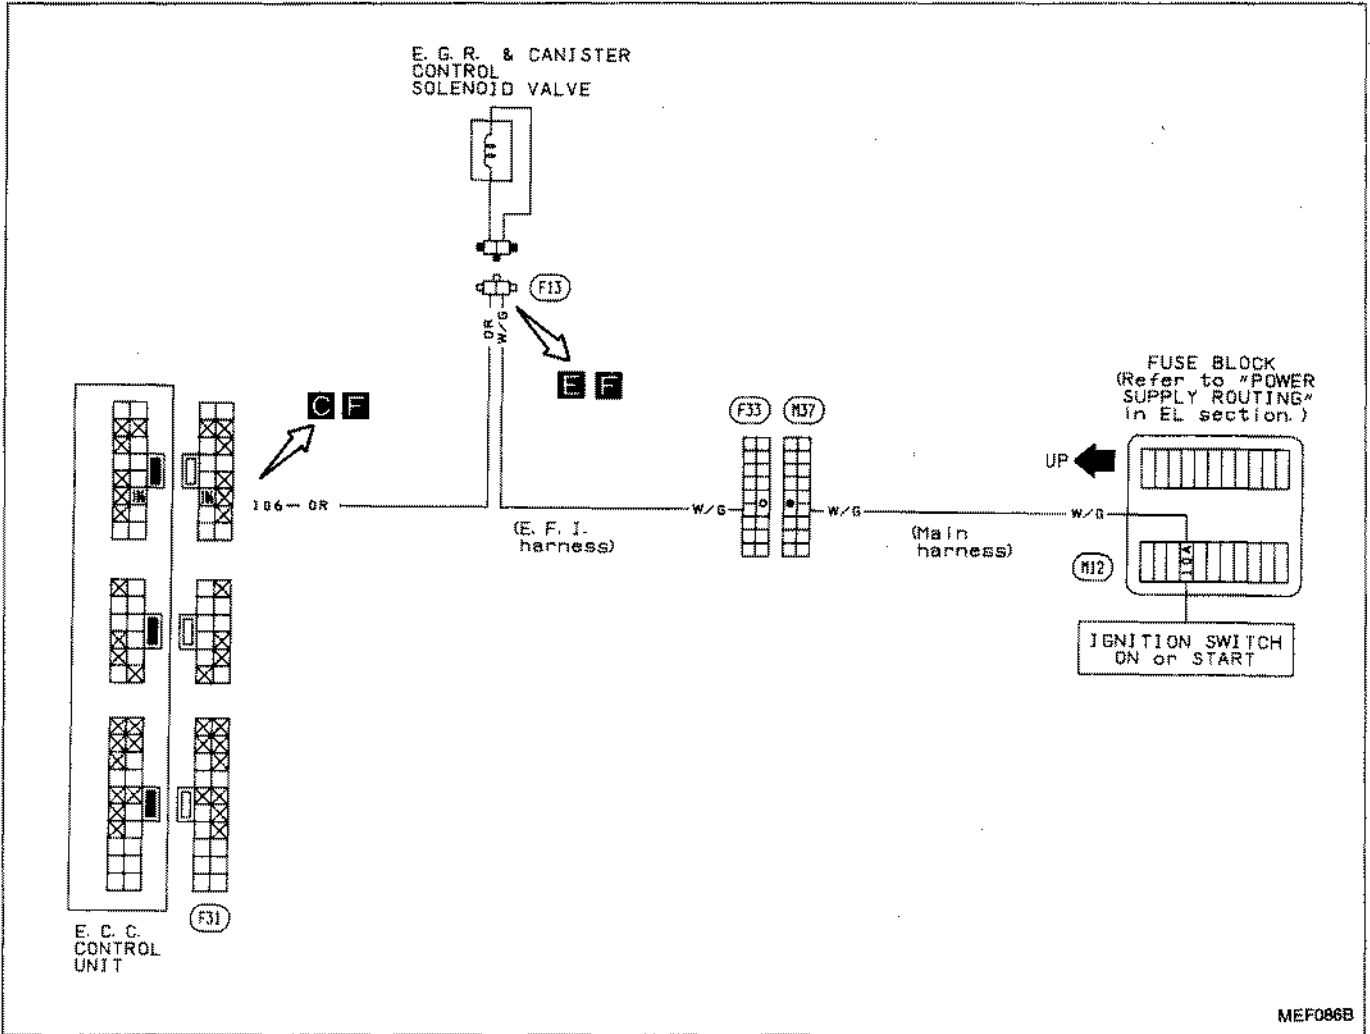 E. G. R. & CANISTER
CONTROL
SOLENOID VALVE
F13
OR
W/G
E F
C F
106 — OR
(E. F. I.
harness)
W/G
F33
M37
W/G
(Main
harness)
W/G
FUSE BLOCK
(Refer to "POWER
SUPPLY ROUTING"
in EL section.)
UP
10A
M12
IGNITION SWITCH
ON or START
F31
E. C. C.
CONTROL
UNIT
MEF086B